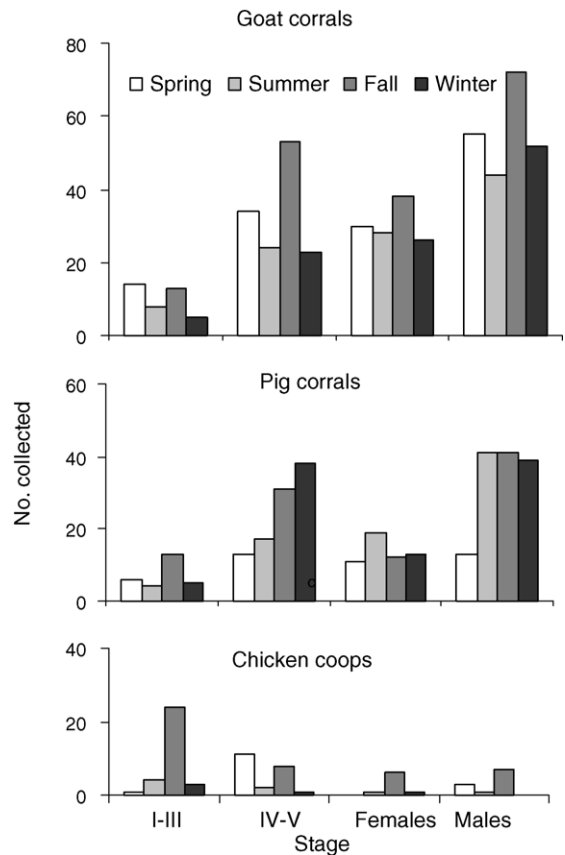 Goat corrals
80
Spring Summer Fall Winter
60
40
20
0
Pig corrals
60
40
20
0
No. collected
Chicken coops
40
20
0
I-III IV-V Females Males
Stage